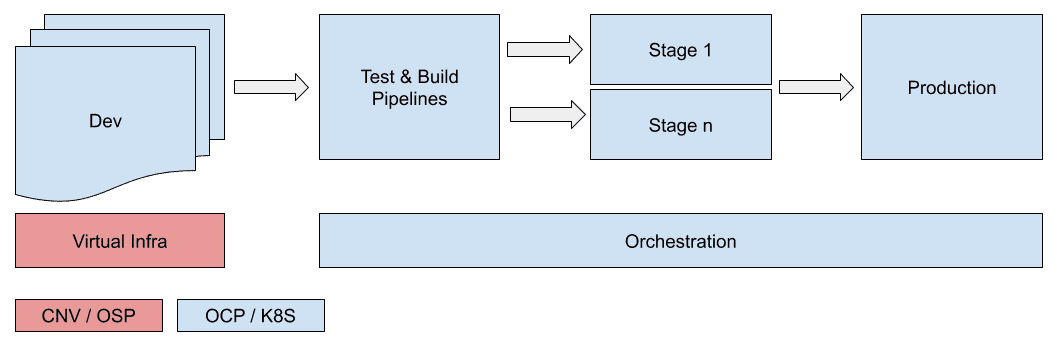 Dev
Test & Build
Pipelines
Stage 1
Stage n
Production
Virtual Infra
Orchestration
CNV / OSP
OCP / K8S